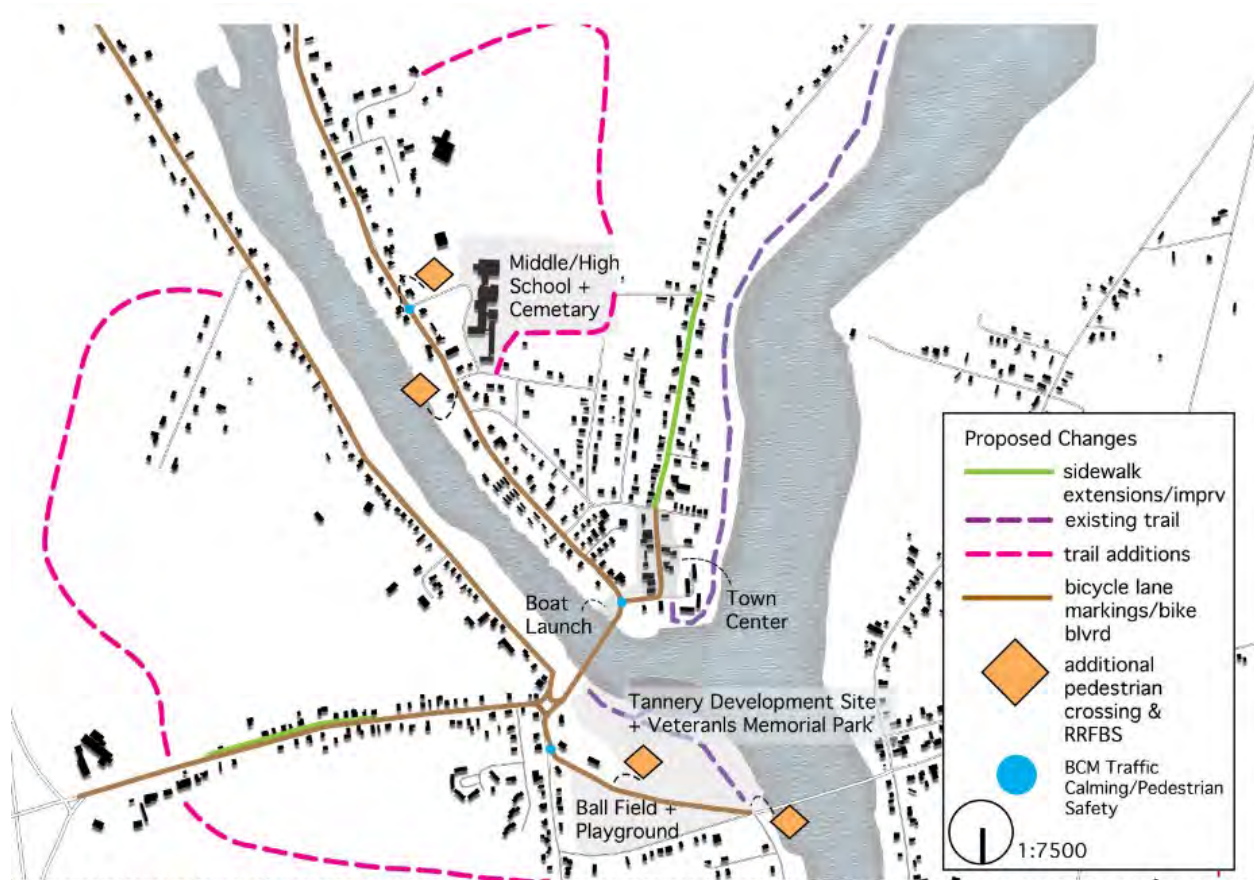 Middle/High
School +
Cemetary
Boat
Launch
Town
Center
Tannery Development Site
+ Veteranls Memorial Park
Ball Field +
Playground
Proposed Changes
sidewalk
extensions/imprv
existing trail
trail additions
bicycle lane
markings/bike
blvrd
additional
pedestrian
crossing &
RRFBS
BCM Traffic
Calming/Pedestrian
Safety
1:7500